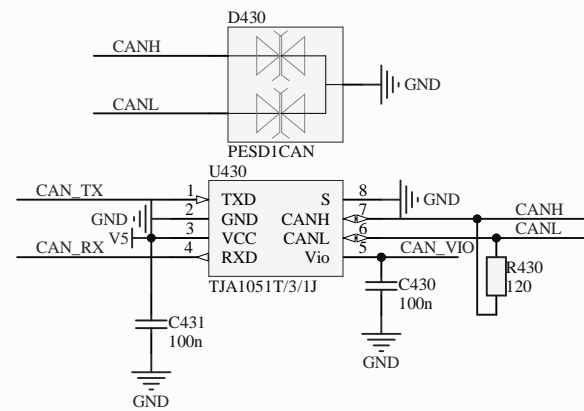 D430
CANH
GND
CANL
PESD1CAN
U430
CAN_TX 1 TXD S 8
GND 2 GND CANH 7 GND CANH
V5 3 VCC CANL 6 CANL
CAN_RX 4 RXD Vio 5 CAN_VIO
TJA1051T/3/1J
R430
120
C430
100n
C431
100n
GND
GND